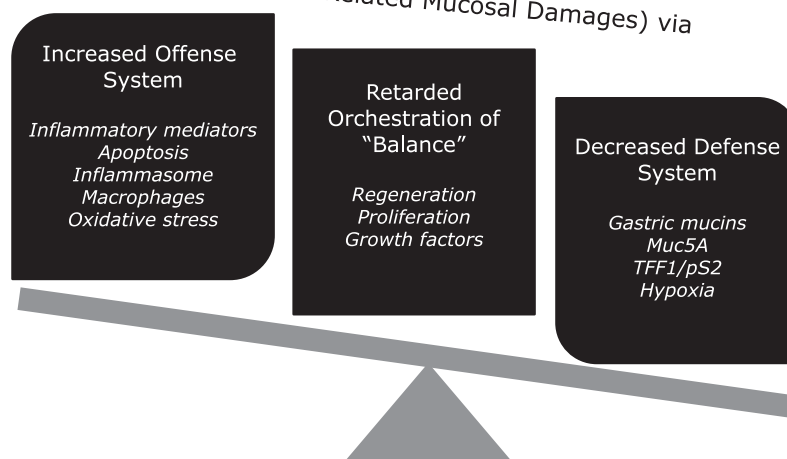 Mucosal Damages) via
Increased Offense
System
Inflammatory mediators
Apoptosis
Inflammasome
Macrophages
Oxidative stress
Retarded
Orchestration of
“Balance”
Regeneration
Proliferation
Growth factors
Decreased Defense
System
Gastric mucins
Muc5A
TFF1/pS2
Hypoxia